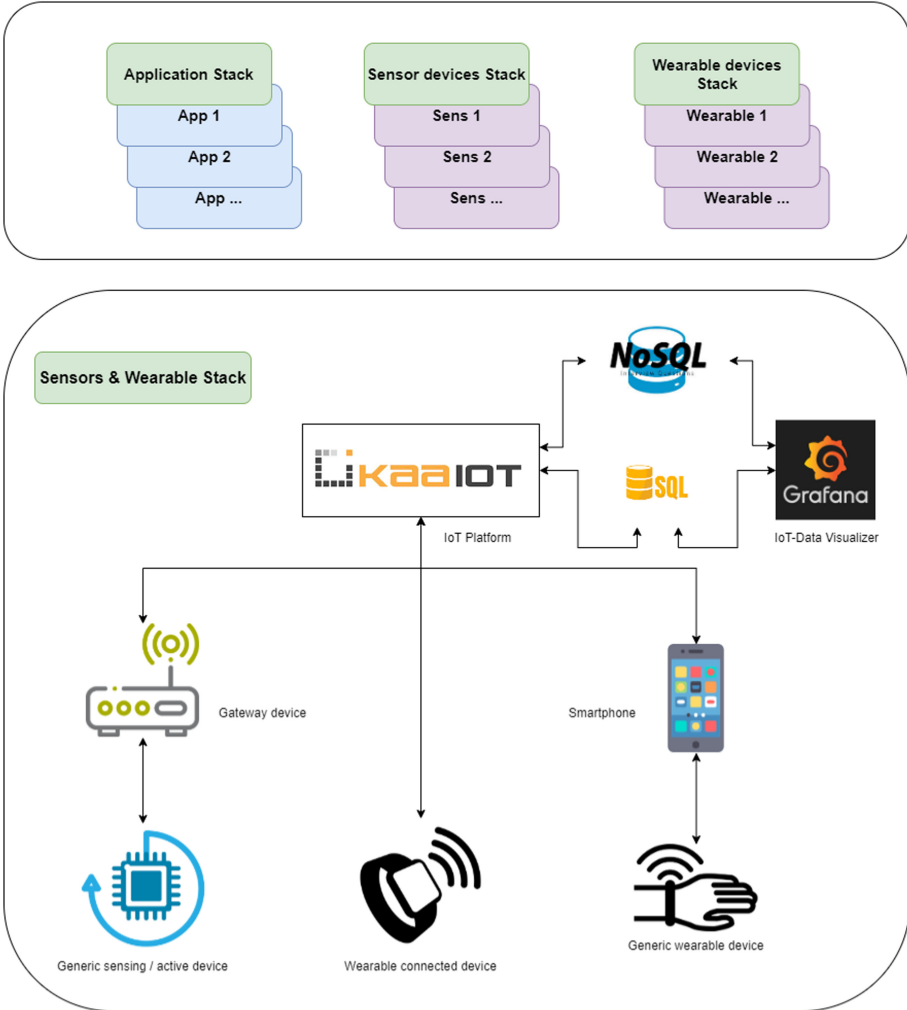 Application Stack
App 1
App 2
App ...
Sensor devices Stack
Sens 1
Sens 2
Sens ...
Wearable devices
Stack
Wearable 1
Wearable 2
Wearable ...
Sensors & Wearable Stack
NoSQL
KaaIOT
IoT Platform
SQL
Grafana
IoT-Data Visualizer
Gateway device
Smartphone
Generic sensing / active device
Wearable connected device
Generic wearable device